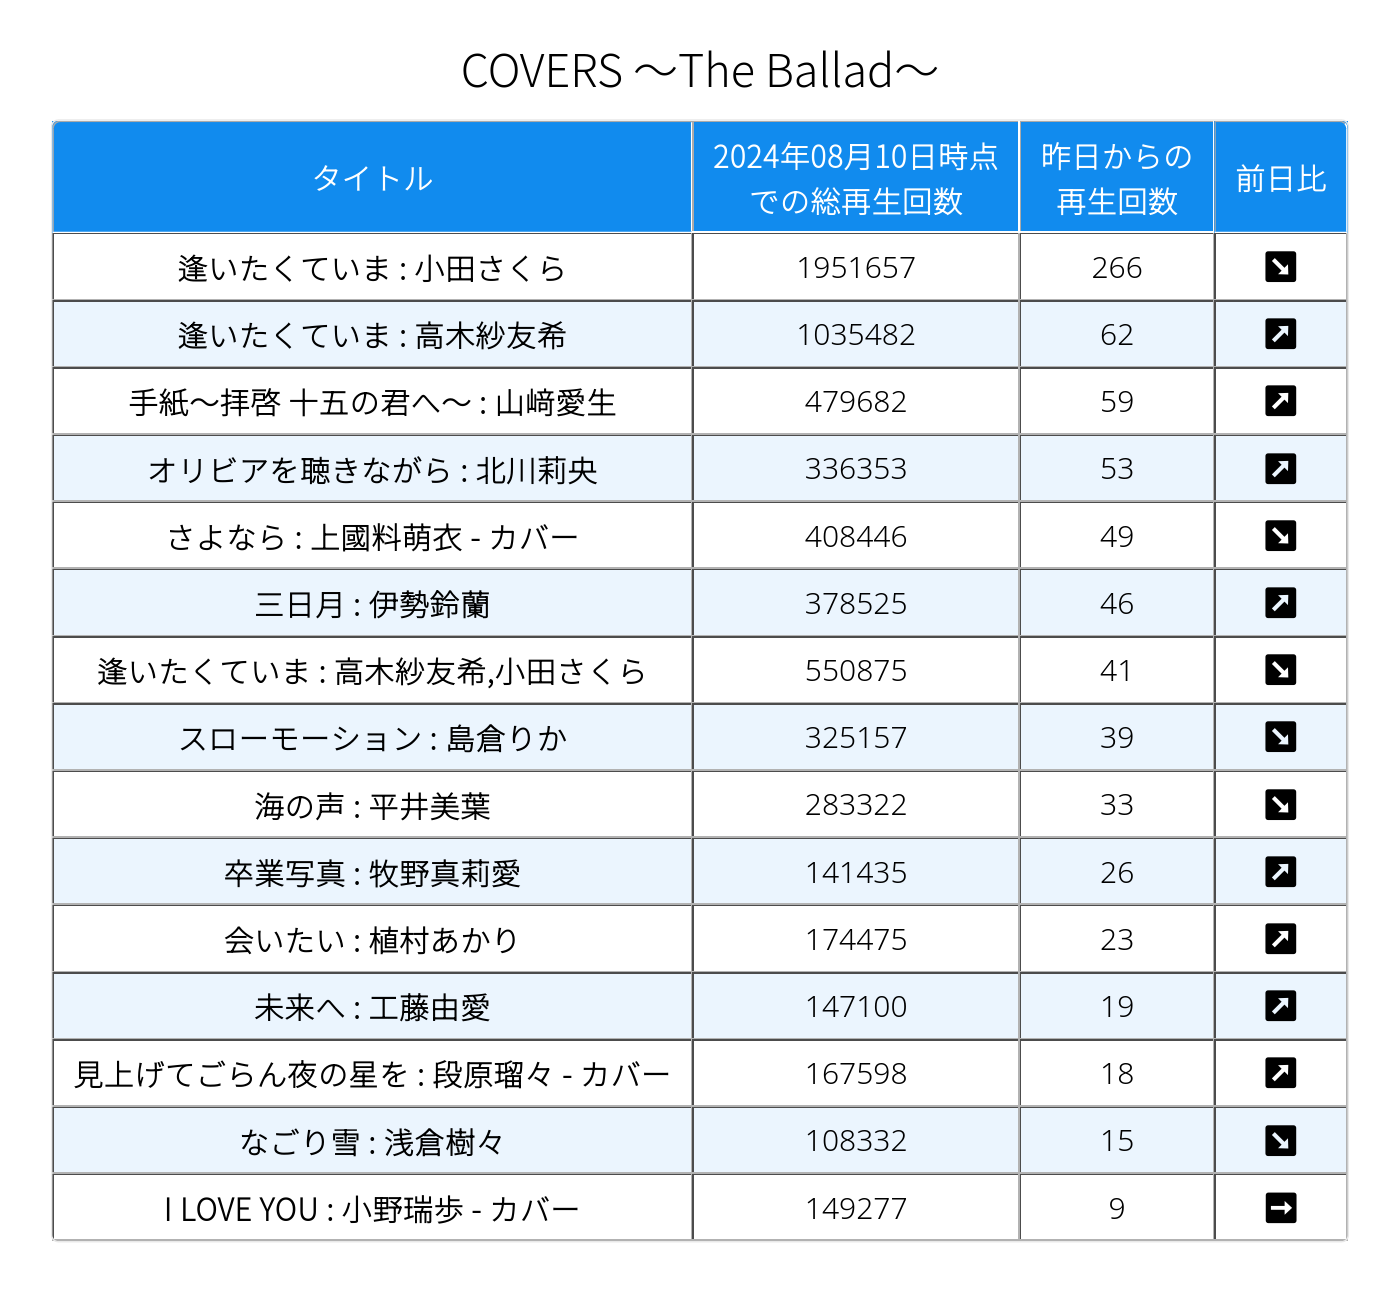 COVERS ～The Ballad～
タイトル 2024年08月10日時点での総再生回数 昨日からの再生回数 前日比
逢いたくていま : 小田さくら 1951657 266 ↘
逢いたくていま : 高木紗友希 1035482 62 ↗
手紙～拝啓 十五の君へ～ : 山﨑愛生 479682 59 ↗
オリビアを聴きながら : 北川莉央 336353 53 ↗
さよなら : 上國料萌衣 - カバー 408446 49 ↘
三日月 : 伊勢鈴蘭 378525 46 ↗
逢いたくていま : 高木紗友希,小田さくら 550875 41 ↘
スローモーション : 島倉りか 325157 39 ↘
海の声 : 平井美葉 283322 33 ↘
卒業写真 : 牧野真莉愛 141435 26 ↗
会いたい : 植村あかり 174475 23 ↗
未来へ : 工藤由愛 147100 19 ↗
見上げてごらん夜の星を : 段原瑠々 - カバー 167598 18 ↗
なごり雪 : 浅倉樹々 108332 15 ↘
I LOVE YOU : 小野瑞歩 - カバー 149277 9 →